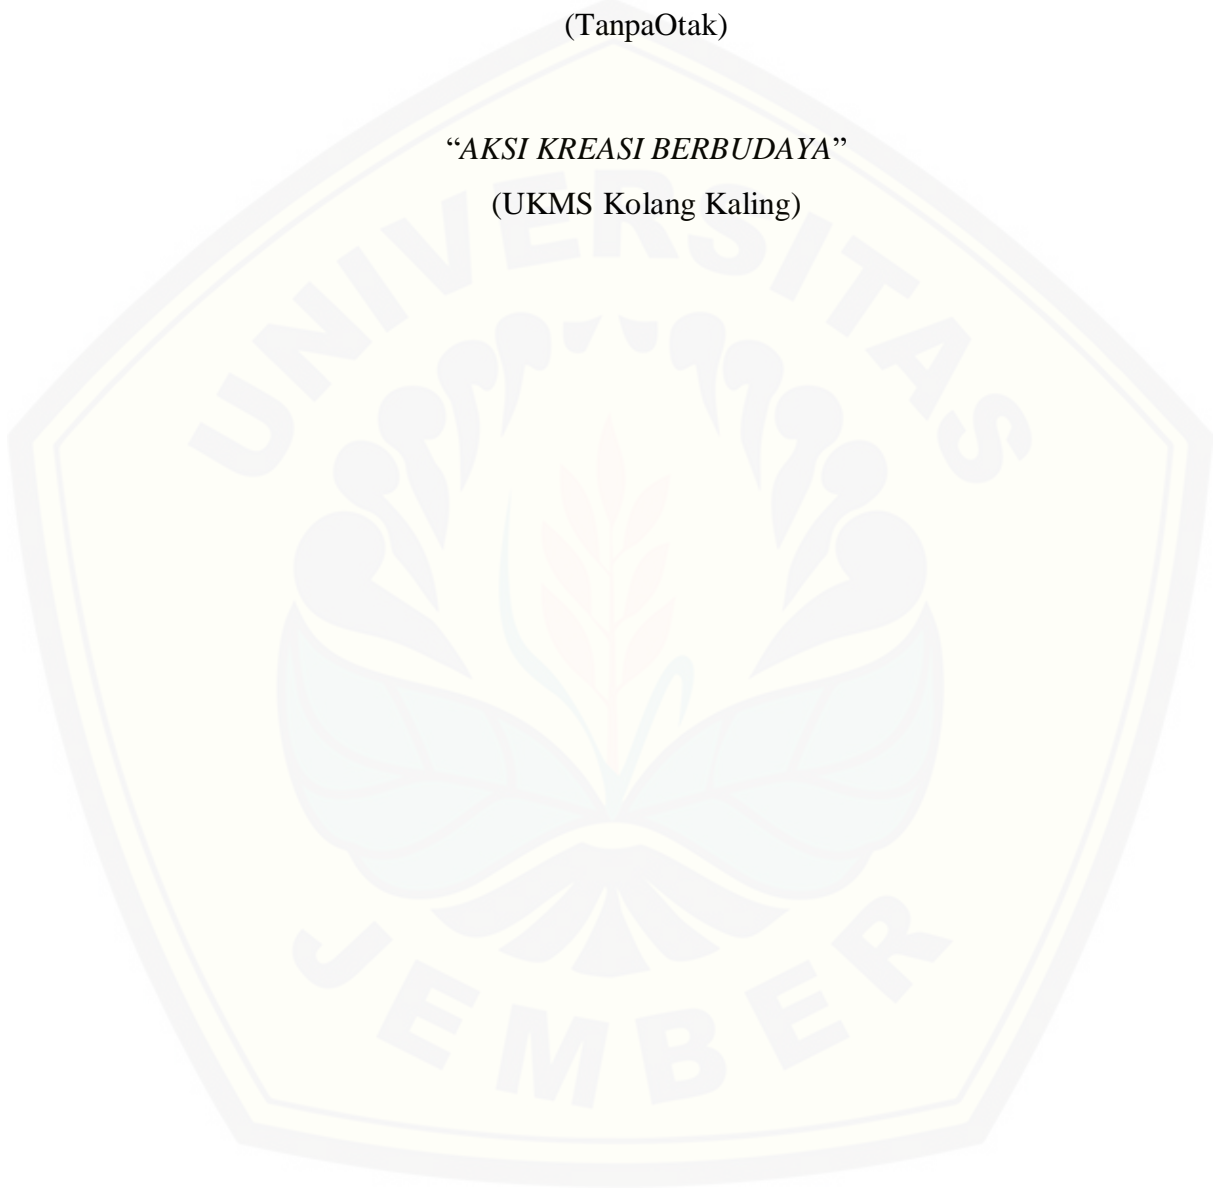 (TanpaOtak)
“AKSI KREASI BERBUDAYA”
(UKMS Kolang Kaling)
UNIVERSITAS
JEMBER